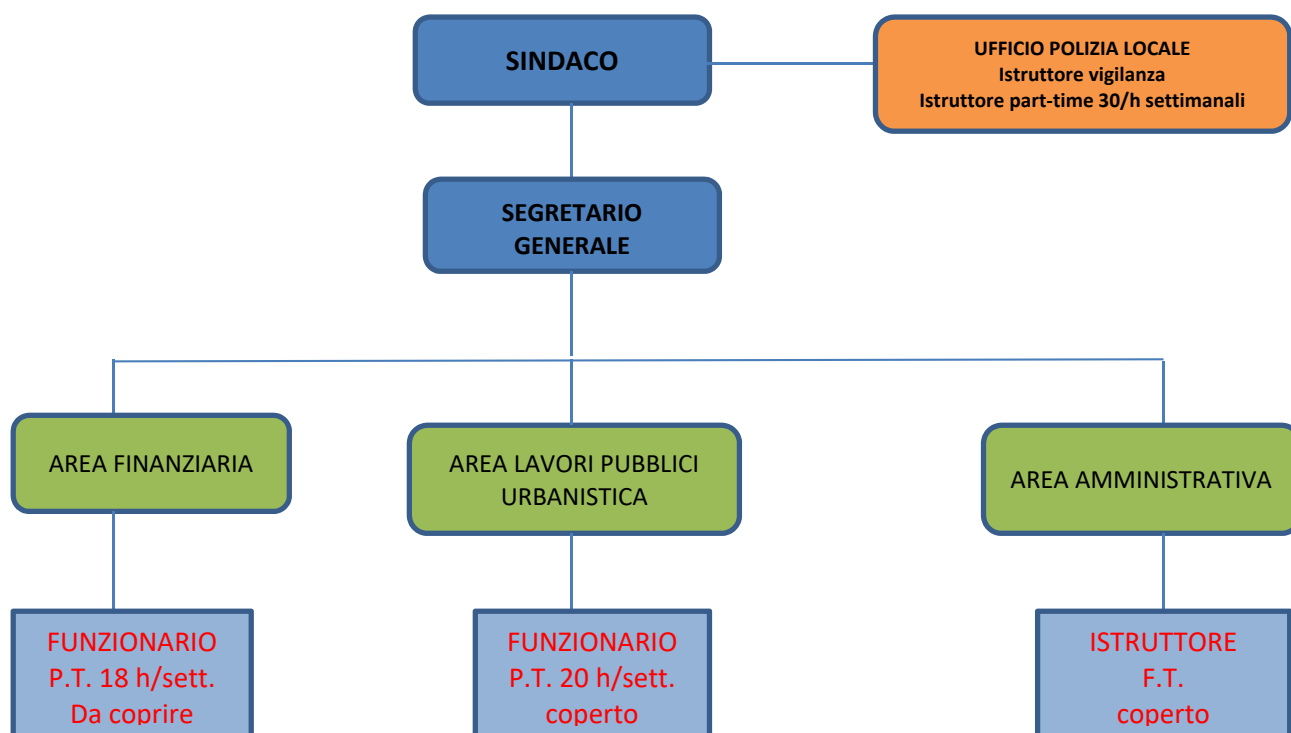 SINDACO
UFFICIO POLIZIA LOCALE
Istruttore vigilanza
Istruttore part-time 30/h settimanali
SEGRETARIO
GENERALE
AREA FINANZIARIA
AREA LAVORI PUBBLICI
URBANISTICA
AREA AMMINISTRATIVA
FUNZIONARIO
P.T. 18 h/sett.
Da coprire
FUNZIONARIO
P.T. 20 h/sett.
coperto
ISTRUTTORE
F.T.
coperto